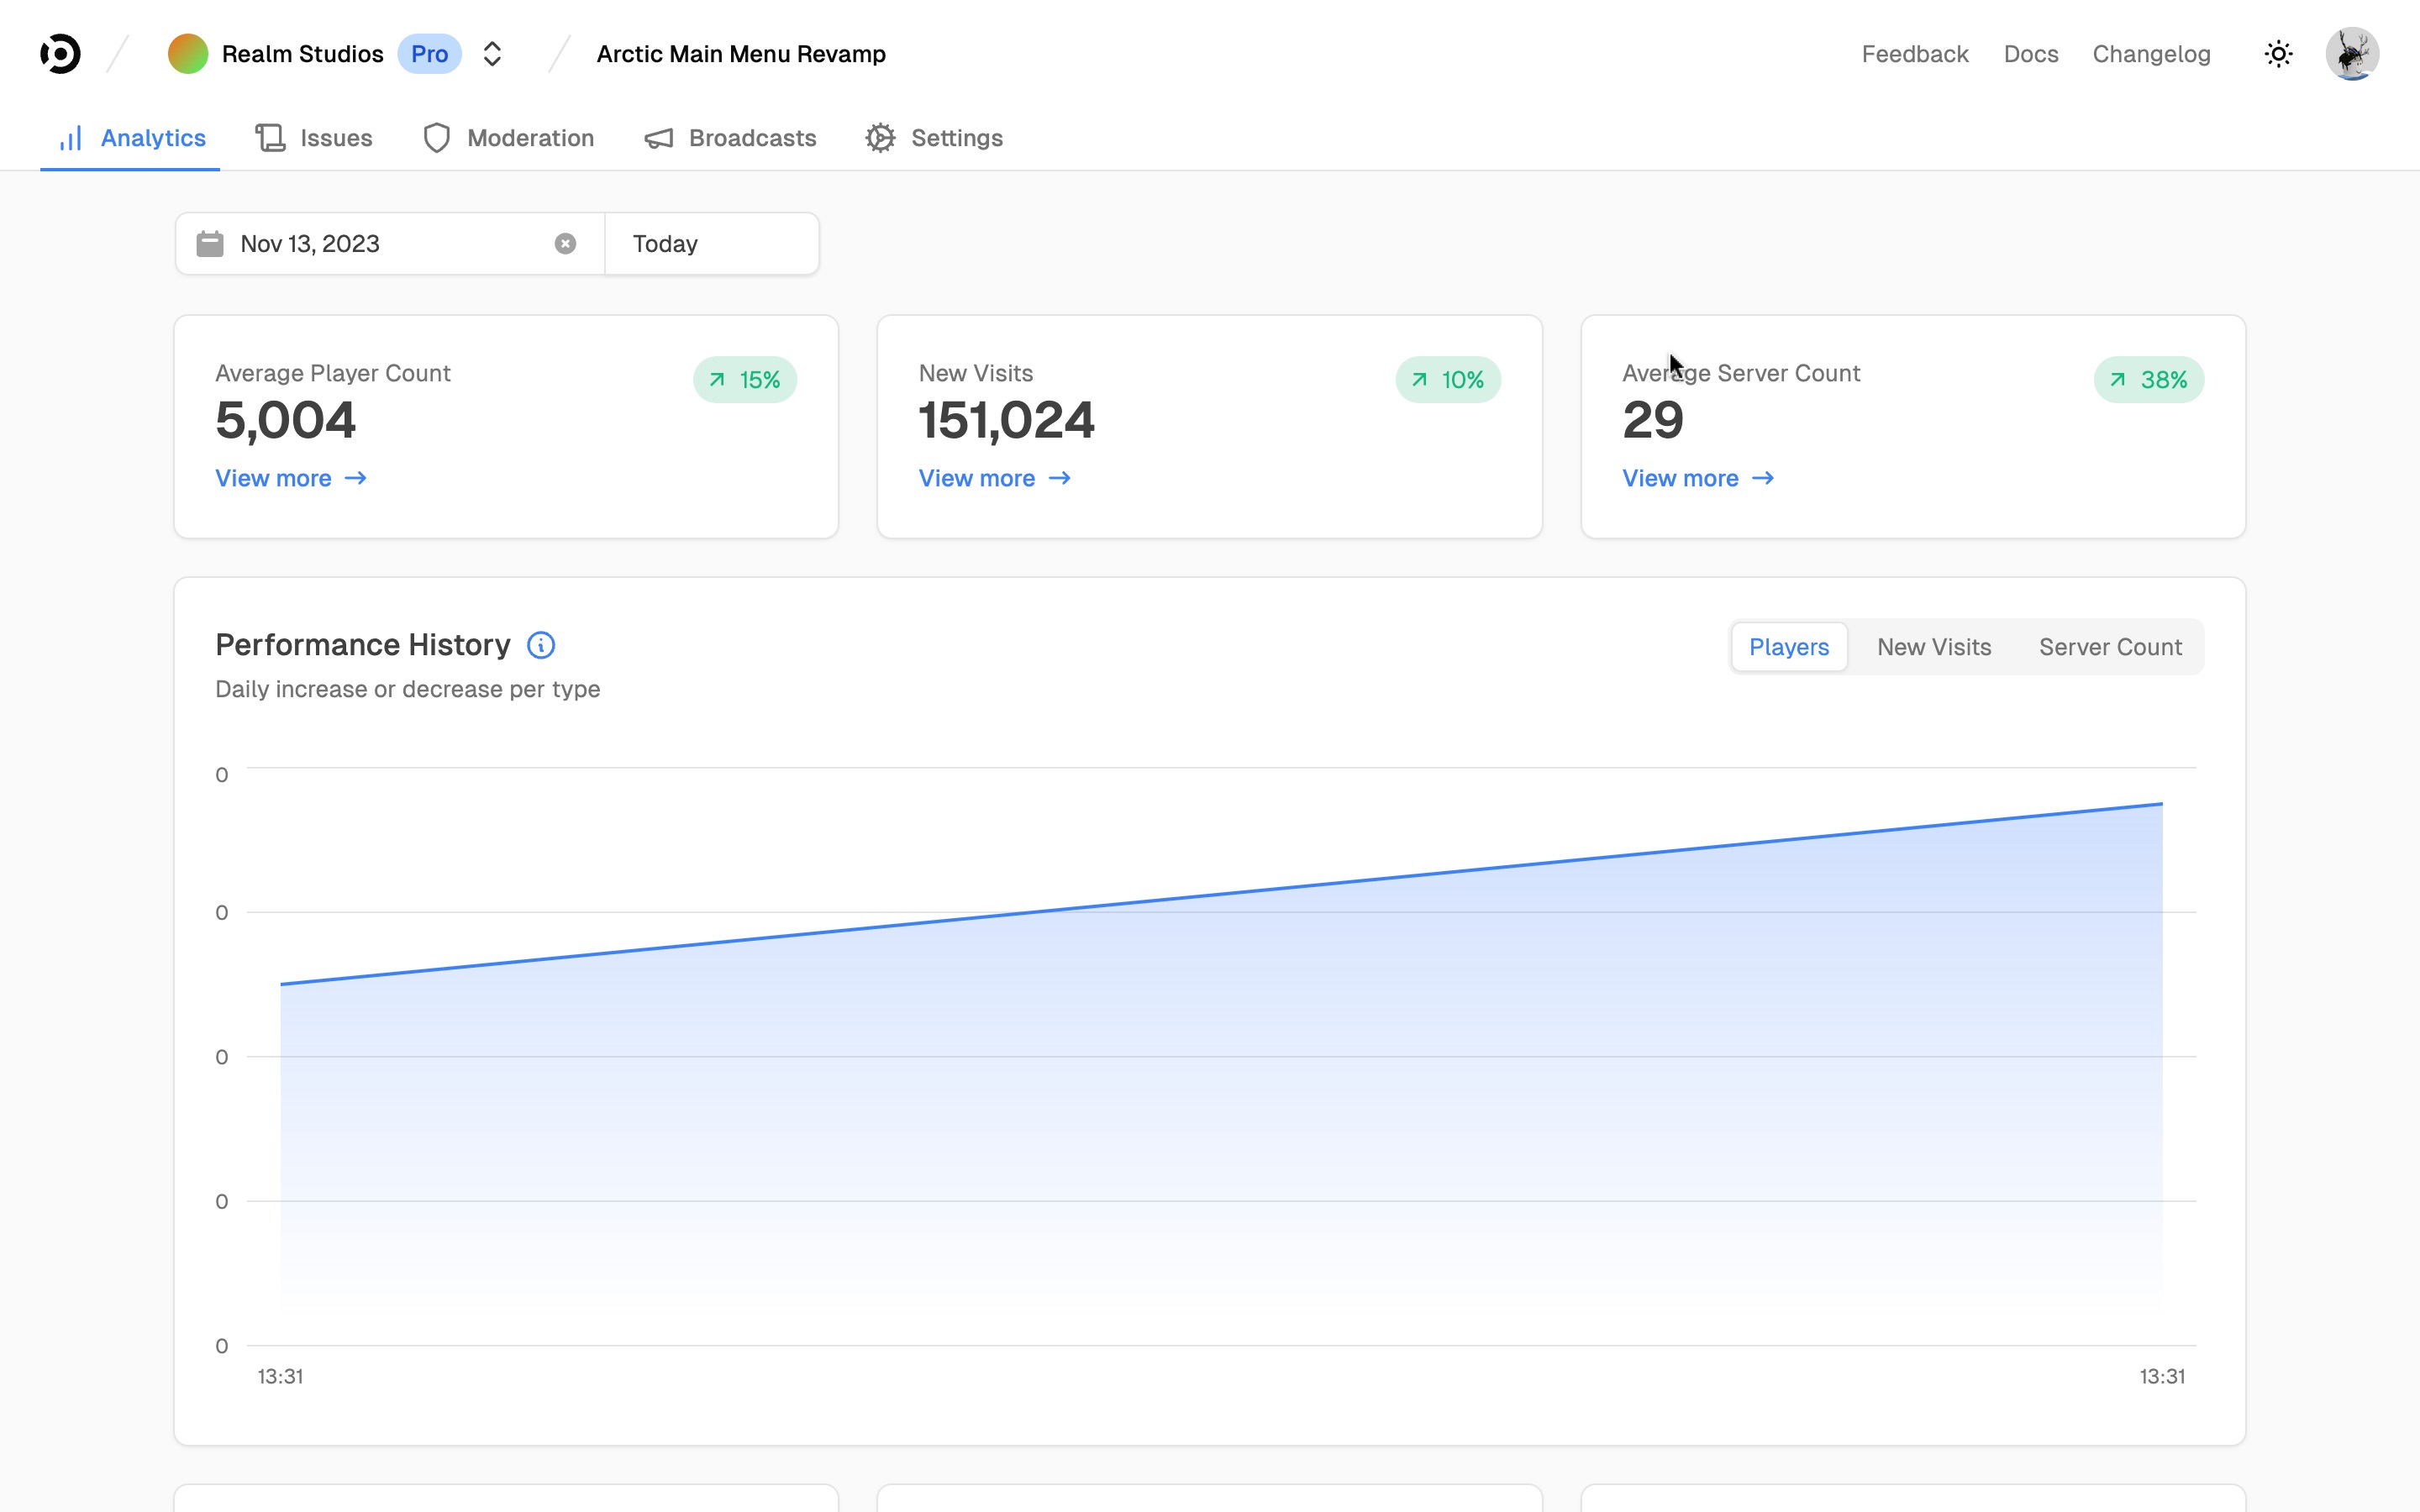 Realm Studios Pro Arctic Main Menu Revamp Feedback Docs Changelog
Analytics Issues Moderation Broadcasts Settings
Nov 13, 2023 Today
Average Player Count 15%
5,004
View more
New Visits 10%
151,024
View more
Average Server Count 38%
29
View more
Performance History
Daily increase or decrease per type
Players New Visits Server Count
0
0
0
0
0
13:31 13:31